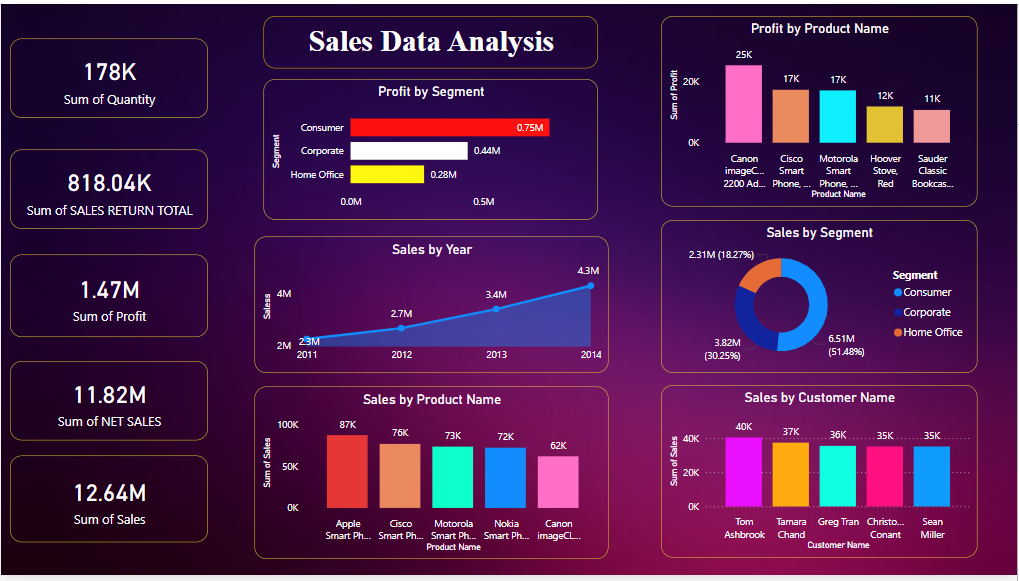 Sales Data Analysis
178K
Sum of Quantity
818.04K
Sum of SALES RETURN TOTAL
1.47M
Sum of Profit
11.82M
Sum of NET SALES
12.64M
Sum of Sales
Profit by Segment
Segment
Consumer
0.75M
Corporate
0.44M
Home Office
0.28M
0.0M
0.5M
Sales by Year
Saless
4M
2M
2.3M
2.7M
3.4M
4.3M
2011
2012
2013
2014
Sales by Product Name
Sum of Sales
100K
50K
0K
87K
76K
73K
72K
62K
Apple
Smart Ph...
Cisco
Smart Ph...
Motorola
Smart Ph...
Nokia
Smart Ph...
Canon
imageCL...
Product Name
Profit by Product Name
Sum of Profit
20K
0K
25K
17K
17K
12K
11K
Canon
imageC...
2200 Ad...
Cisco
Smart
Phone, ...
Motorola
Smart
Phone, ...
Hoover
Stove,
Red
Sauder
Classic
Bookcas...
Product Name
Sales by Segment
2.31M (18.27%)
3.82M
(30.25%)
6.51M
(51.48%)
Segment
Consumer
Corporate
Home Office
Sales by Customer Name
Sum of Sales
40K
20K
0K
40K
37K
36K
35K
35K
Tom
Ashbrook
Tamara
Chand
Greg Tran
Christo...
Conant
Sean
Miller
Customer Name